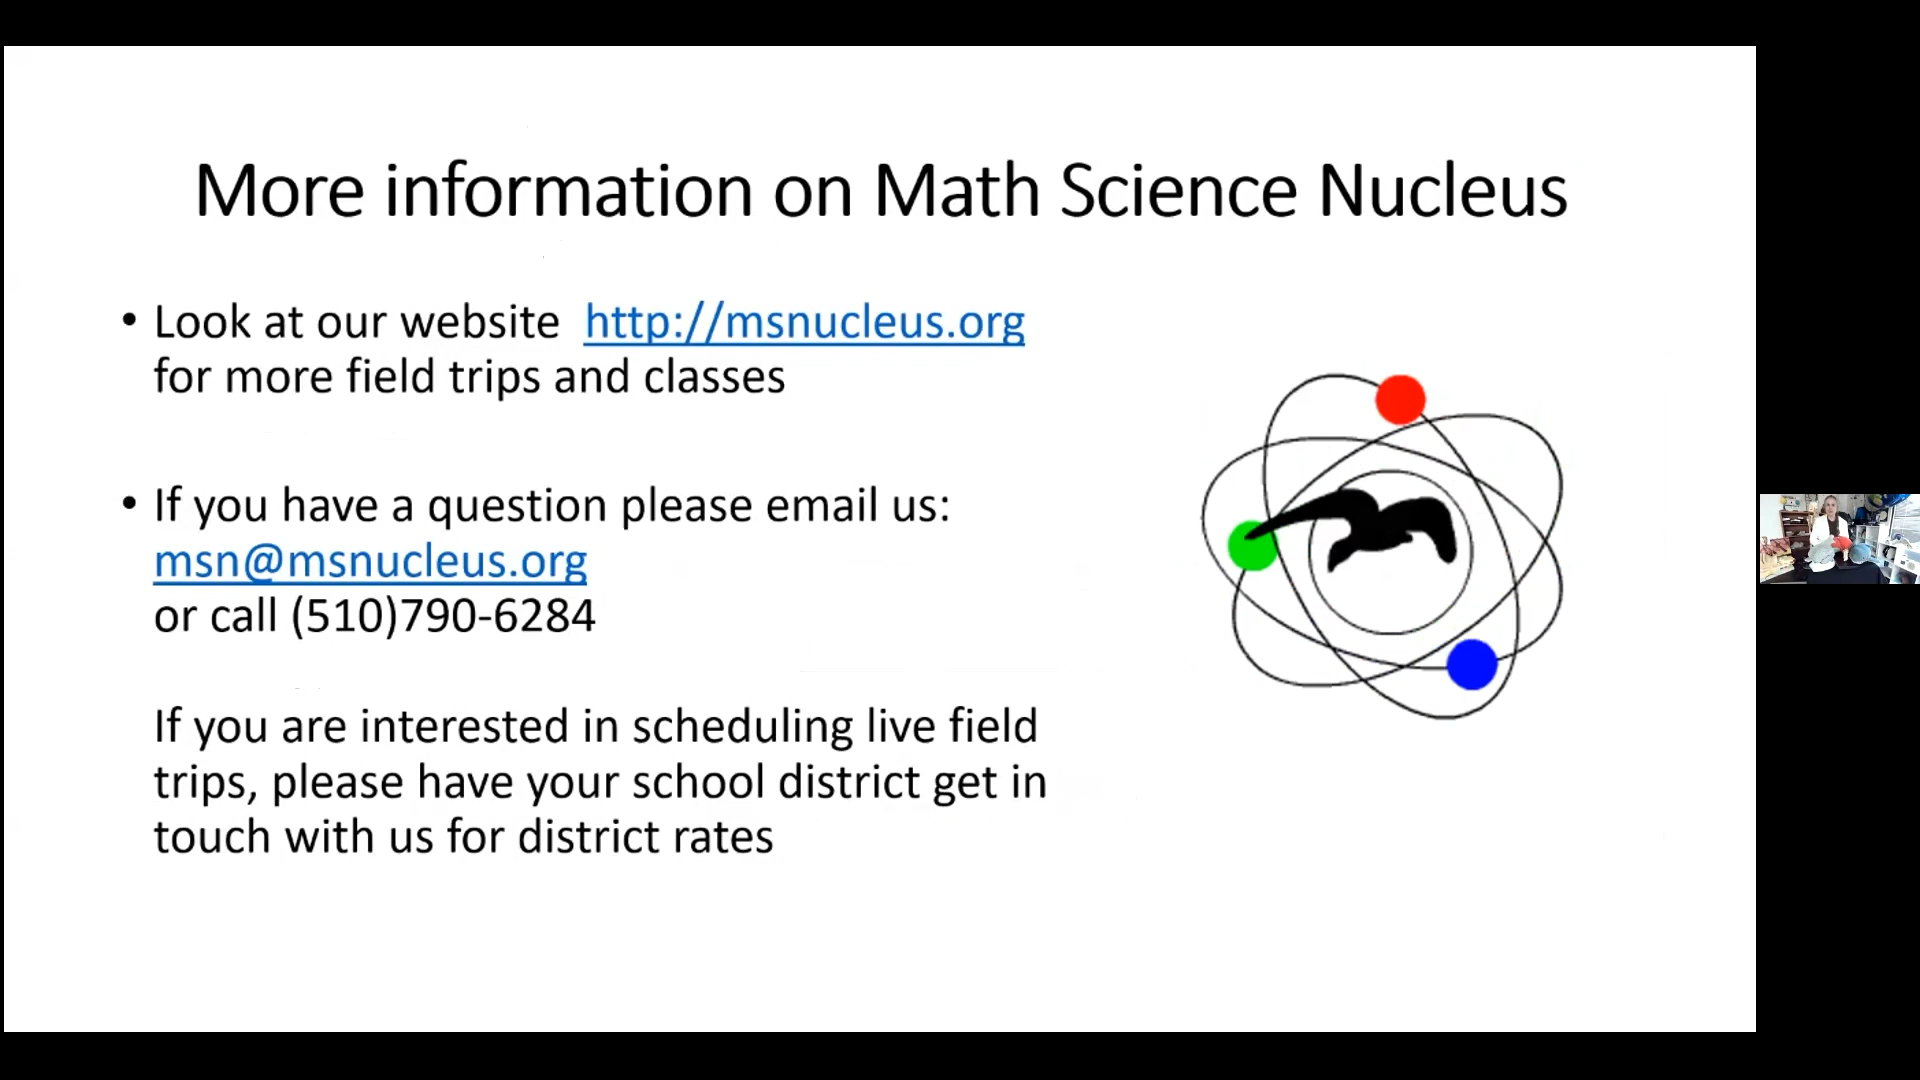 More information on Math Science Nucleus
• Look at our website http://msnucleus.org
for more field trips and classes
• If you have a question please email us:
msn@msnucleus.org
or call (510)790-6284
If you are interested in scheduling live field
trips, please have your school district get in
touch with us for district rates